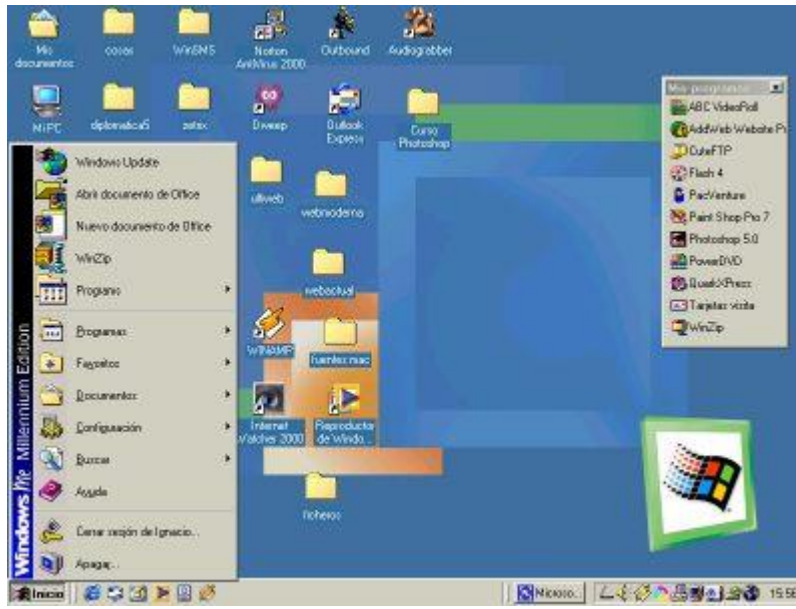 Mis
documentos
cosas
WinSMS
Norton
AntiVirus 2000
Outbound
Audiograbber
Mi PC
diplomatica5
Dweep
Outlook
Express
Curso
Photoshop
webmoderna
webactual
WINAMP
fuentes mac
Internet
Watcher 2000
Reproductor
de Windo...
ficheros
Mis programas
ABC VideoRoll
AddWeb Website Pr
CuteFTP
Flash 4
PacVenture
Paint Shop Pro 7
Photoshop 5.0
PowerDVD
QuarkXPress
Tarjetas visita
WinZip
Windows Me Millennium Edition
Windows Update
Abrir documento de Office
Nuevo documento de Office
WinZip
Programs
Programas
Favoritos
Documentos
Configuración
Buscar
Ayuda
Cerrar sesión de Ignacio...
Apagar...
Inicio
Microso...
15:56